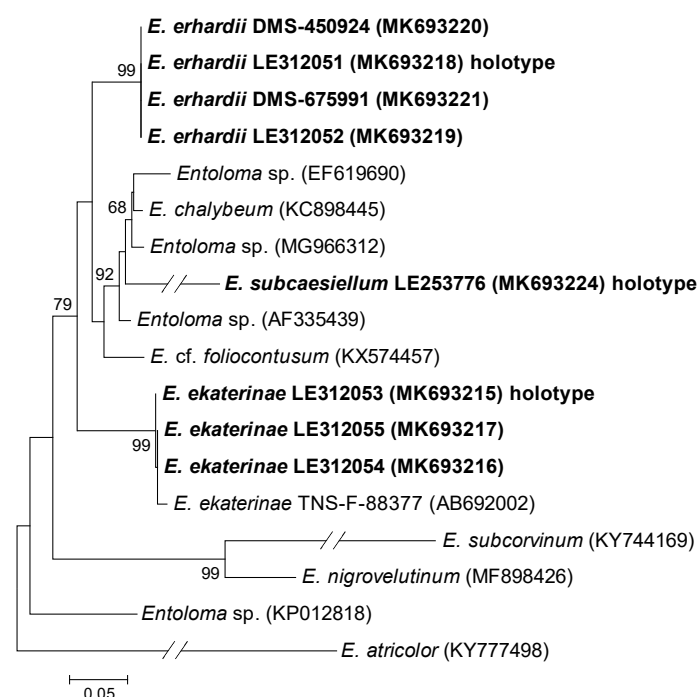 E. erhardii DMS-450924 (MK693220)
99
E. erhardii LE312051 (MK693218) holotype
E. erhardii DMS-675991 (MK693221)
E. erhardii LE312052 (MK693219)
Entoloma sp. (EF619690)
68
E. chalybeum (KC898445)
Entoloma sp. (MG966312)
92
E. subcaesiellum LE253776 (MK693224) holotype
79
Entoloma sp. (AF335439)
E. cf. foliocontusum (KX574457)
E. ekaterinae LE312053 (MK693215) holotype
E. ekaterinae LE312055 (MK693217)
99
E. ekaterinae LE312054 (MK693216)
E. ekaterinae TNS-F-88377 (AB692002)
E. subcorvinum (KY744169)
99
E. nigrovelutinum (MF898426)
Entoloma sp. (KP012818)
E. atricolor (KY777498)
0.05